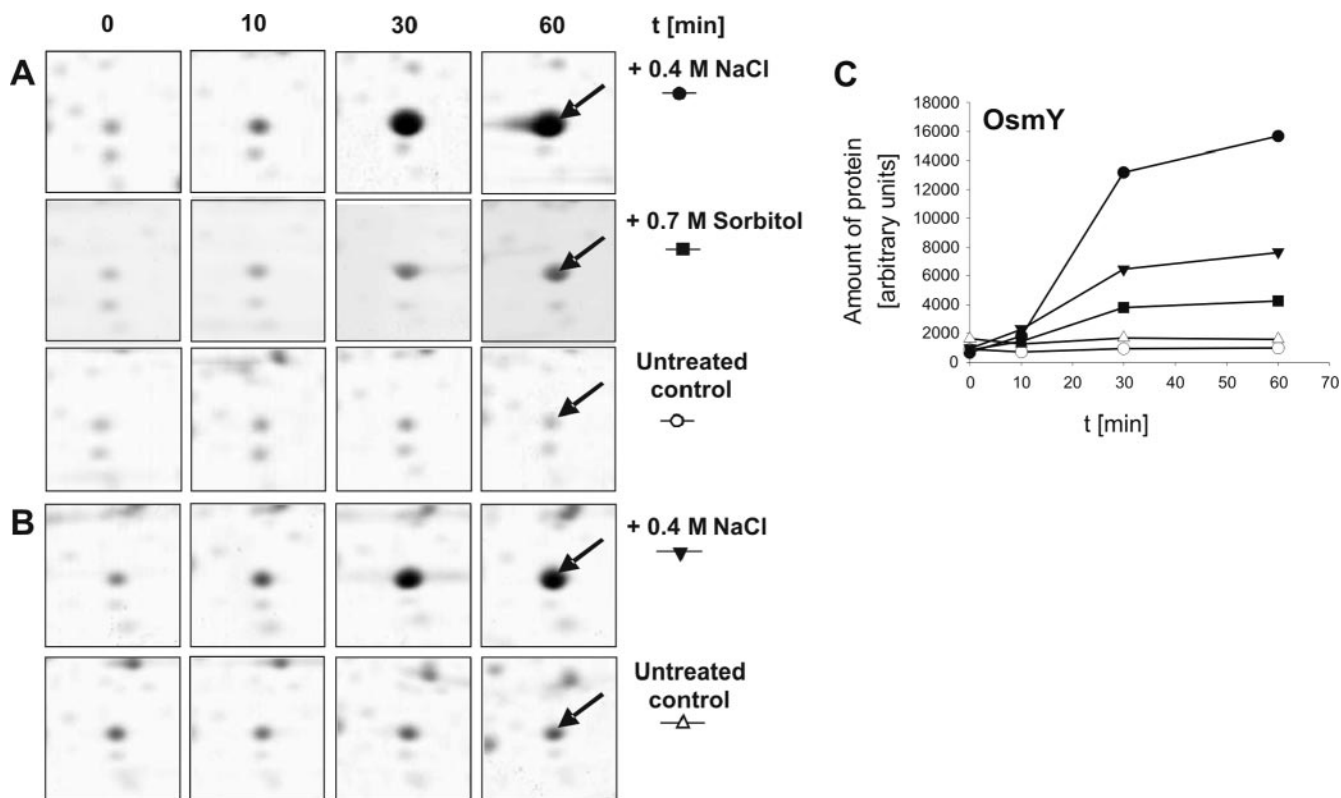 0 10 30 60 t [min]
A
+ 0.4 M NaCl
+ 0.7 M Sorbitol
Untreated
control
B
+ 0.4 M NaCl
Untreated
control
C
OsmY
Amount of protein
[arbitrary units]
18000
16000
14000
12000
10000
8000
6000
4000
2000
0
0 10 20 30 40 50 60 70
t [min]